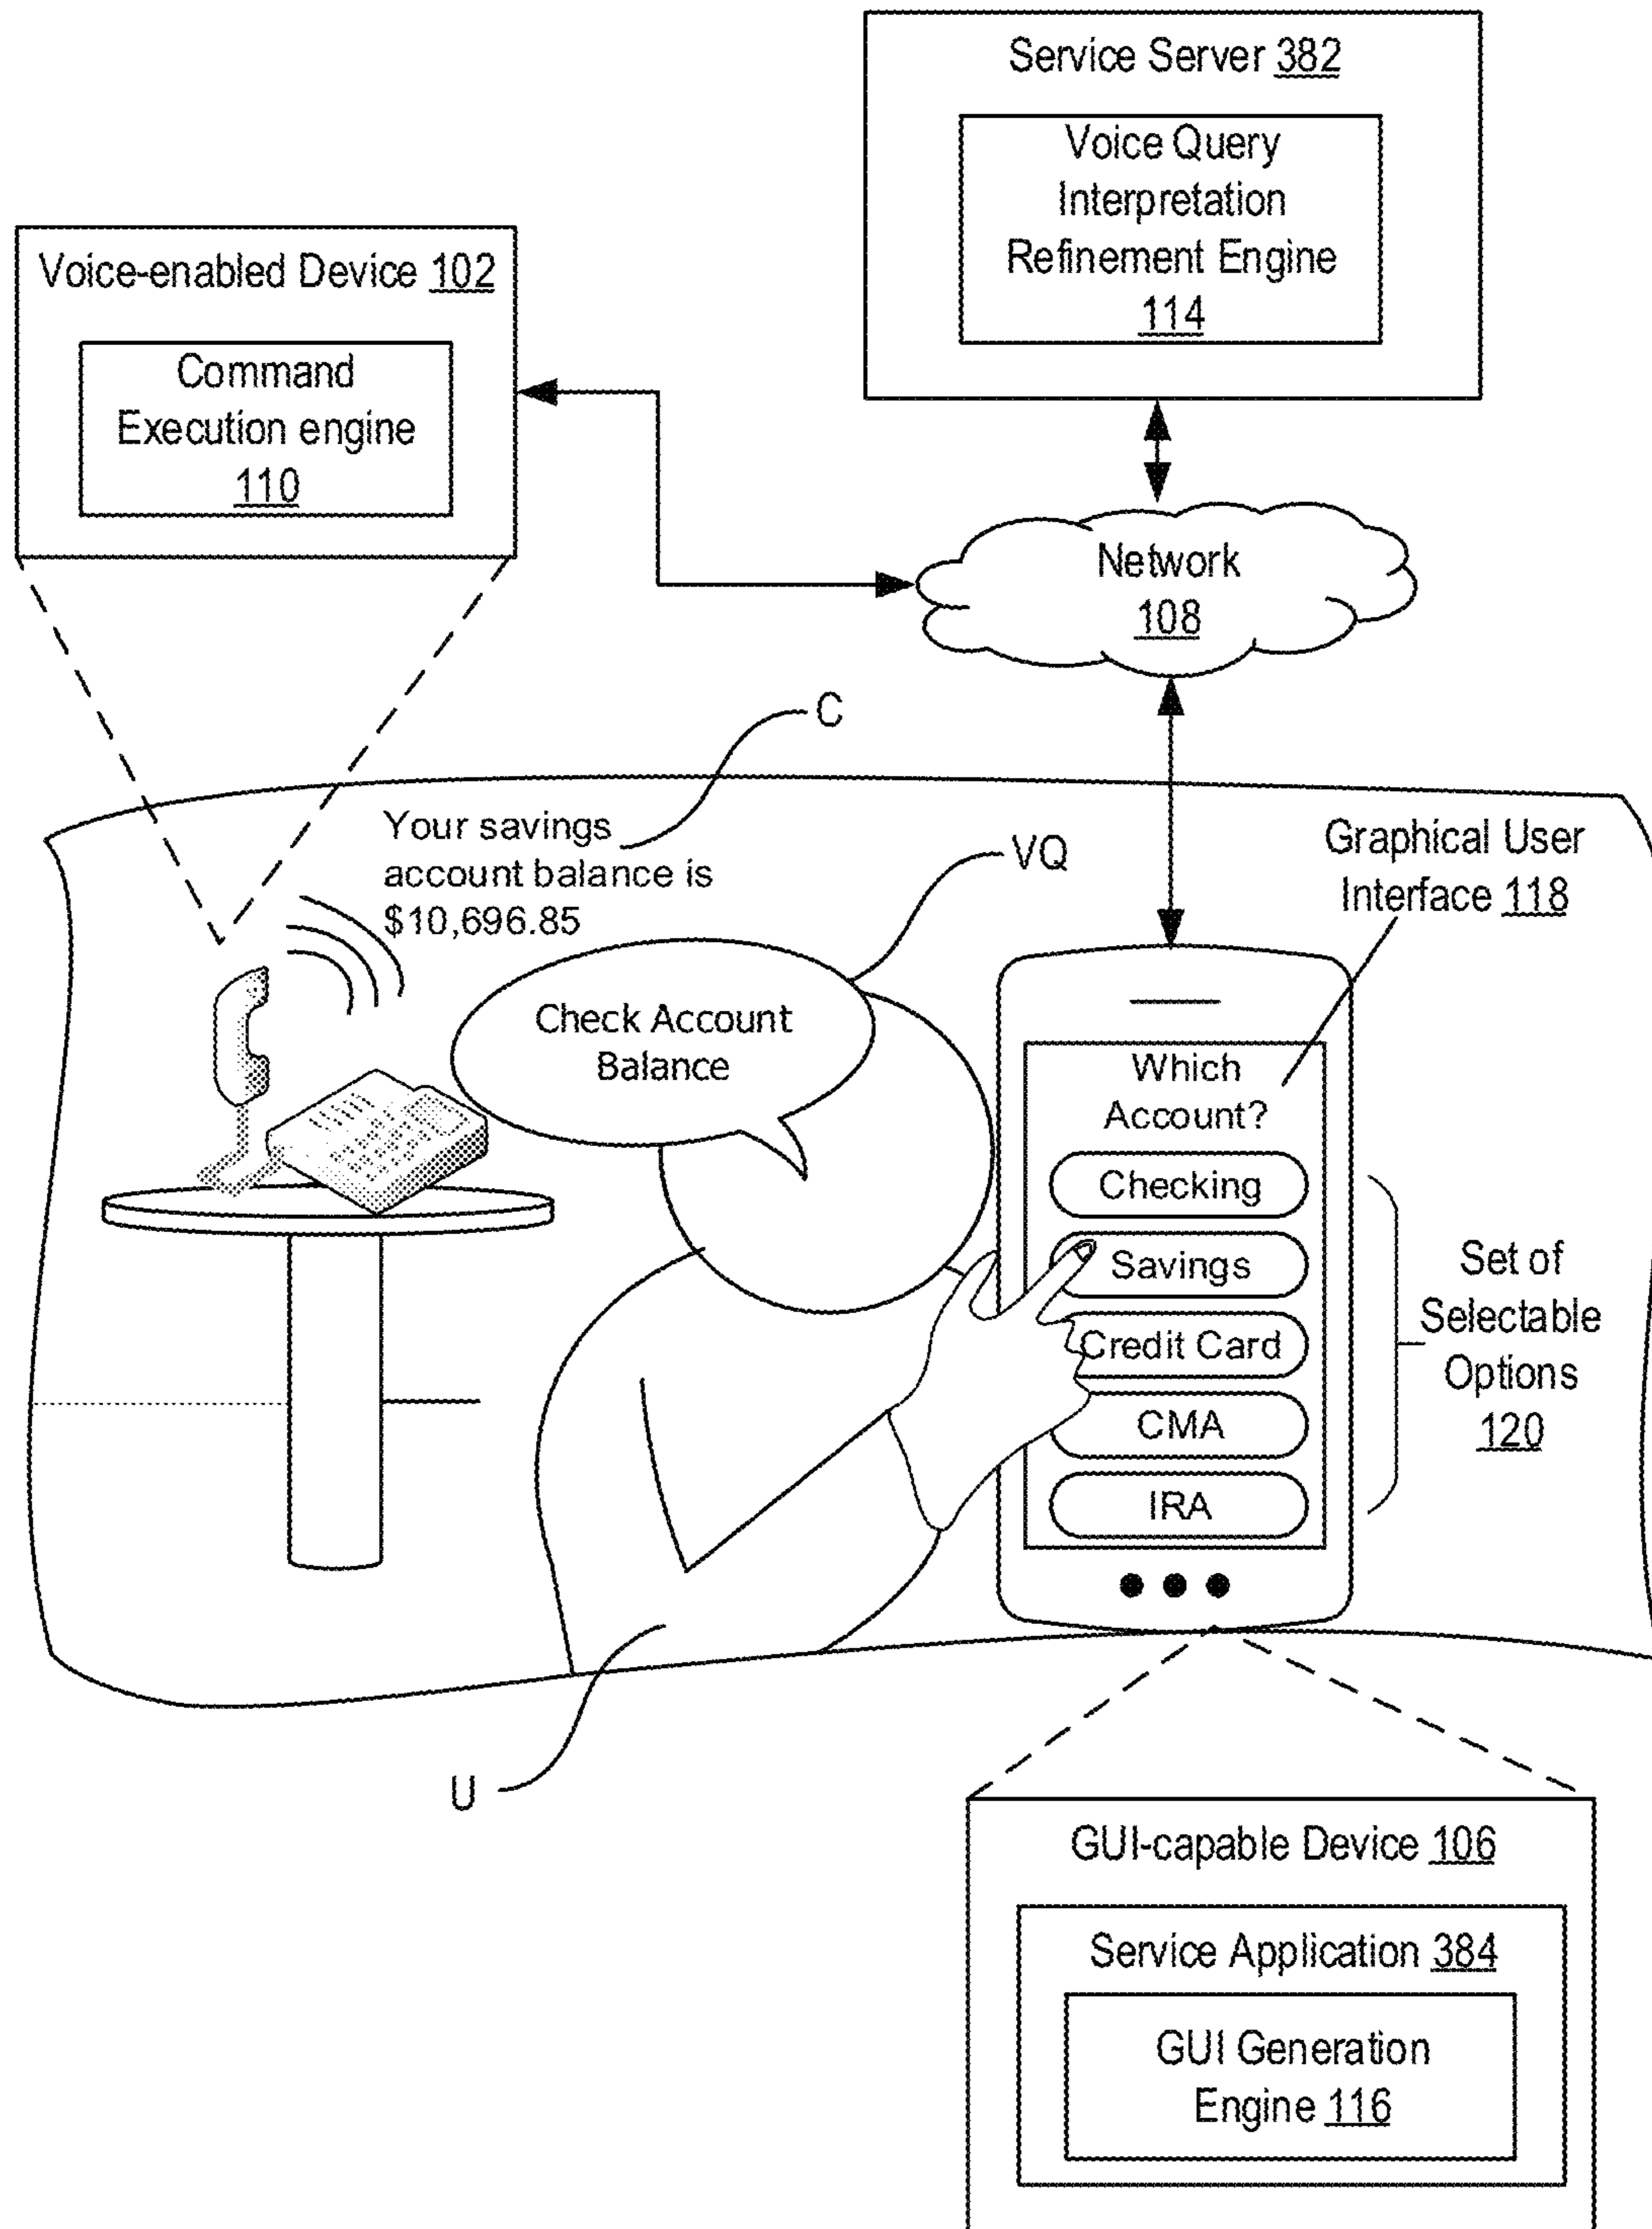 Service Server 382
Voice Query
Interpretation
Refinement Engine
114
Voice-enabled Device 102
Command
Execution engine
110
Network
108
C
Your savings
account balance is
$10,696.85
VQ
Graphical User
Interface 118
Check Account
Balance
Which
Account?
Checking
Savings
Credit Card
CMA
IRA
Set of
Selectable
Options
120
U
GUI-capable Device 106
Service Application 384
GUI Generation
Engine 116